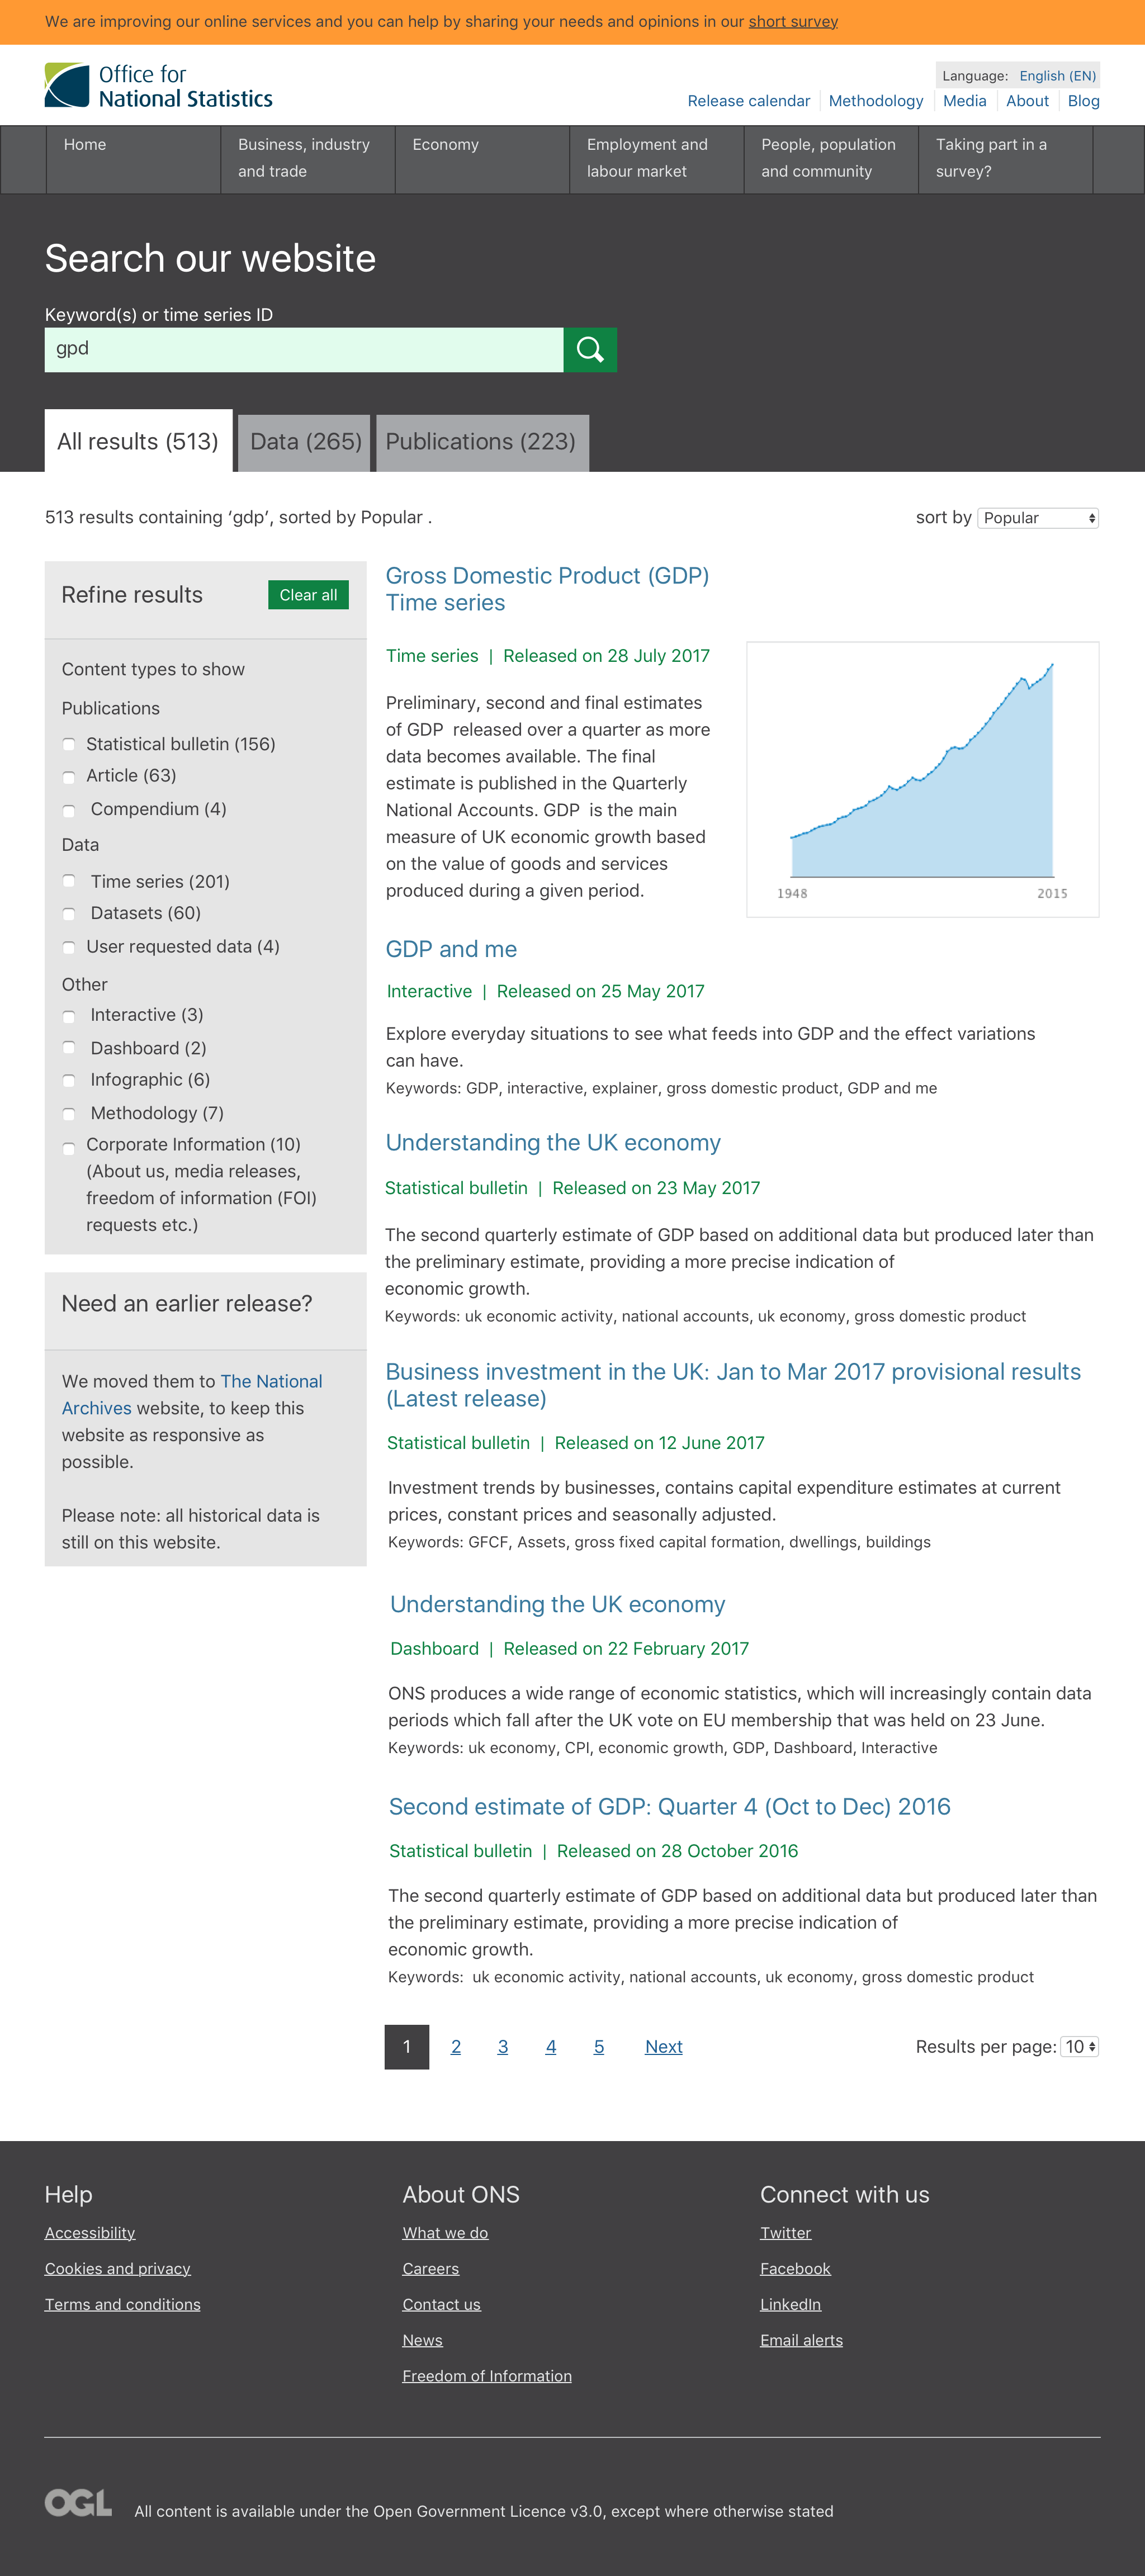 We are improving our online services and you can help by sharing your needs and opinions in our short survey
Office for
National Statistics
Language: English (EN)
Release calendar
Methodology
Media
About
Blog
Home
Business, industry
and trade
Economy
Employment and
labour market
People, population
and community
Taking part in a
survey?
Search our website
Keyword(s) or time series ID
gpd
All results (513)
Data (265)
Publications (223)
513 results containing ‘gdp’, sorted by Popular .
sort by Popular
Refine results
Clear all
Content types to show
Publications
Statistical bulletin (156)
Article (63)
Compendium (4)
Data
Time series (201)
Datasets (60)
User requested data (4)
Other
Interactive (3)
Dashboard (2)
Infographic (6)
Methodology (7)
Corporate Information (10)
(About us, media releases,
freedom of information (FOI)
requests etc.)
Need an earlier release?
We moved them to The National
Archives website, to keep this
website as responsive as
possible.
Please note: all historical data is
still on this website.
Gross Domestic Product (GDP)
Time series
Time series | Released on 28 July 2017
Preliminary, second and final estimates
of GDP released over a quarter as more
data becomes available. The final
estimate is published in the Quarterly
National Accounts. GDP is the main
measure of UK economic growth based
on the value of goods and services
produced during a given period.
1948
2015
GDP and me
Interactive | Released on 25 May 2017
Explore everyday situations to see what feeds into GDP and the effect variations
can have.
Keywords: GDP, interactive, explainer, gross domestic product, GDP and me
Understanding the UK economy
Statistical bulletin | Released on 23 May 2017
The second quarterly estimate of GDP based on additional data but produced later than
the preliminary estimate, providing a more precise indication of
economic growth.
Keywords: uk economic activity, national accounts, uk economy, gross domestic product
Business investment in the UK: Jan to Mar 2017 provisional results
(Latest release)
Statistical bulletin | Released on 12 June 2017
Investment trends by businesses, contains capital expenditure estimates at current
prices, constant prices and seasonally adjusted.
Keywords: GFCF, Assets, gross fixed capital formation, dwellings, buildings
Understanding the UK economy
Dashboard | Released on 22 February 2017
ONS produces a wide range of economic statistics, which will increasingly contain data
periods which fall after the UK vote on EU membership that was held on 23 June.
Keywords: uk economy, CPI, economic growth, GDP, Dashboard, Interactive
Second estimate of GDP: Quarter 4 (Oct to Dec) 2016
Statistical bulletin | Released on 28 October 2016
The second quarterly estimate of GDP based on additional data but produced later than
the preliminary estimate, providing a more precise indication of
economic growth.
Keywords: uk economic activity, national accounts, uk economy, gross domestic product
1 2 3 4 5 Next
Results per page: 10
Help
Accessibility
Cookies and privacy
Terms and conditions
About ONS
What we do
Careers
Contact us
News
Freedom of Information
Connect with us
Twitter
Facebook
LinkedIn
Email alerts
OGL
All content is available under the Open Government Licence v3.0, except where otherwise stated